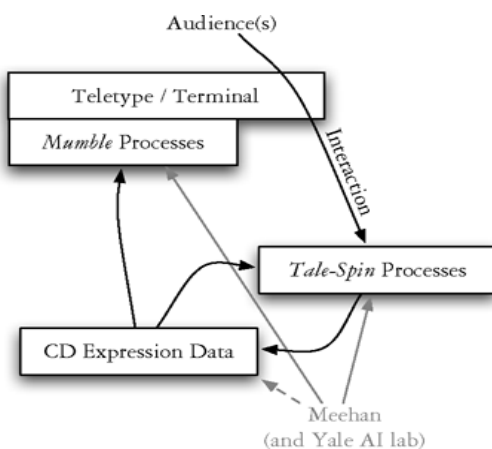 Audience(s)
Teletype / Terminal
Mumble Processes
Interaction
Tale-Spin Processes
CD Expression Data
Meehan
(and Yale AI lab)